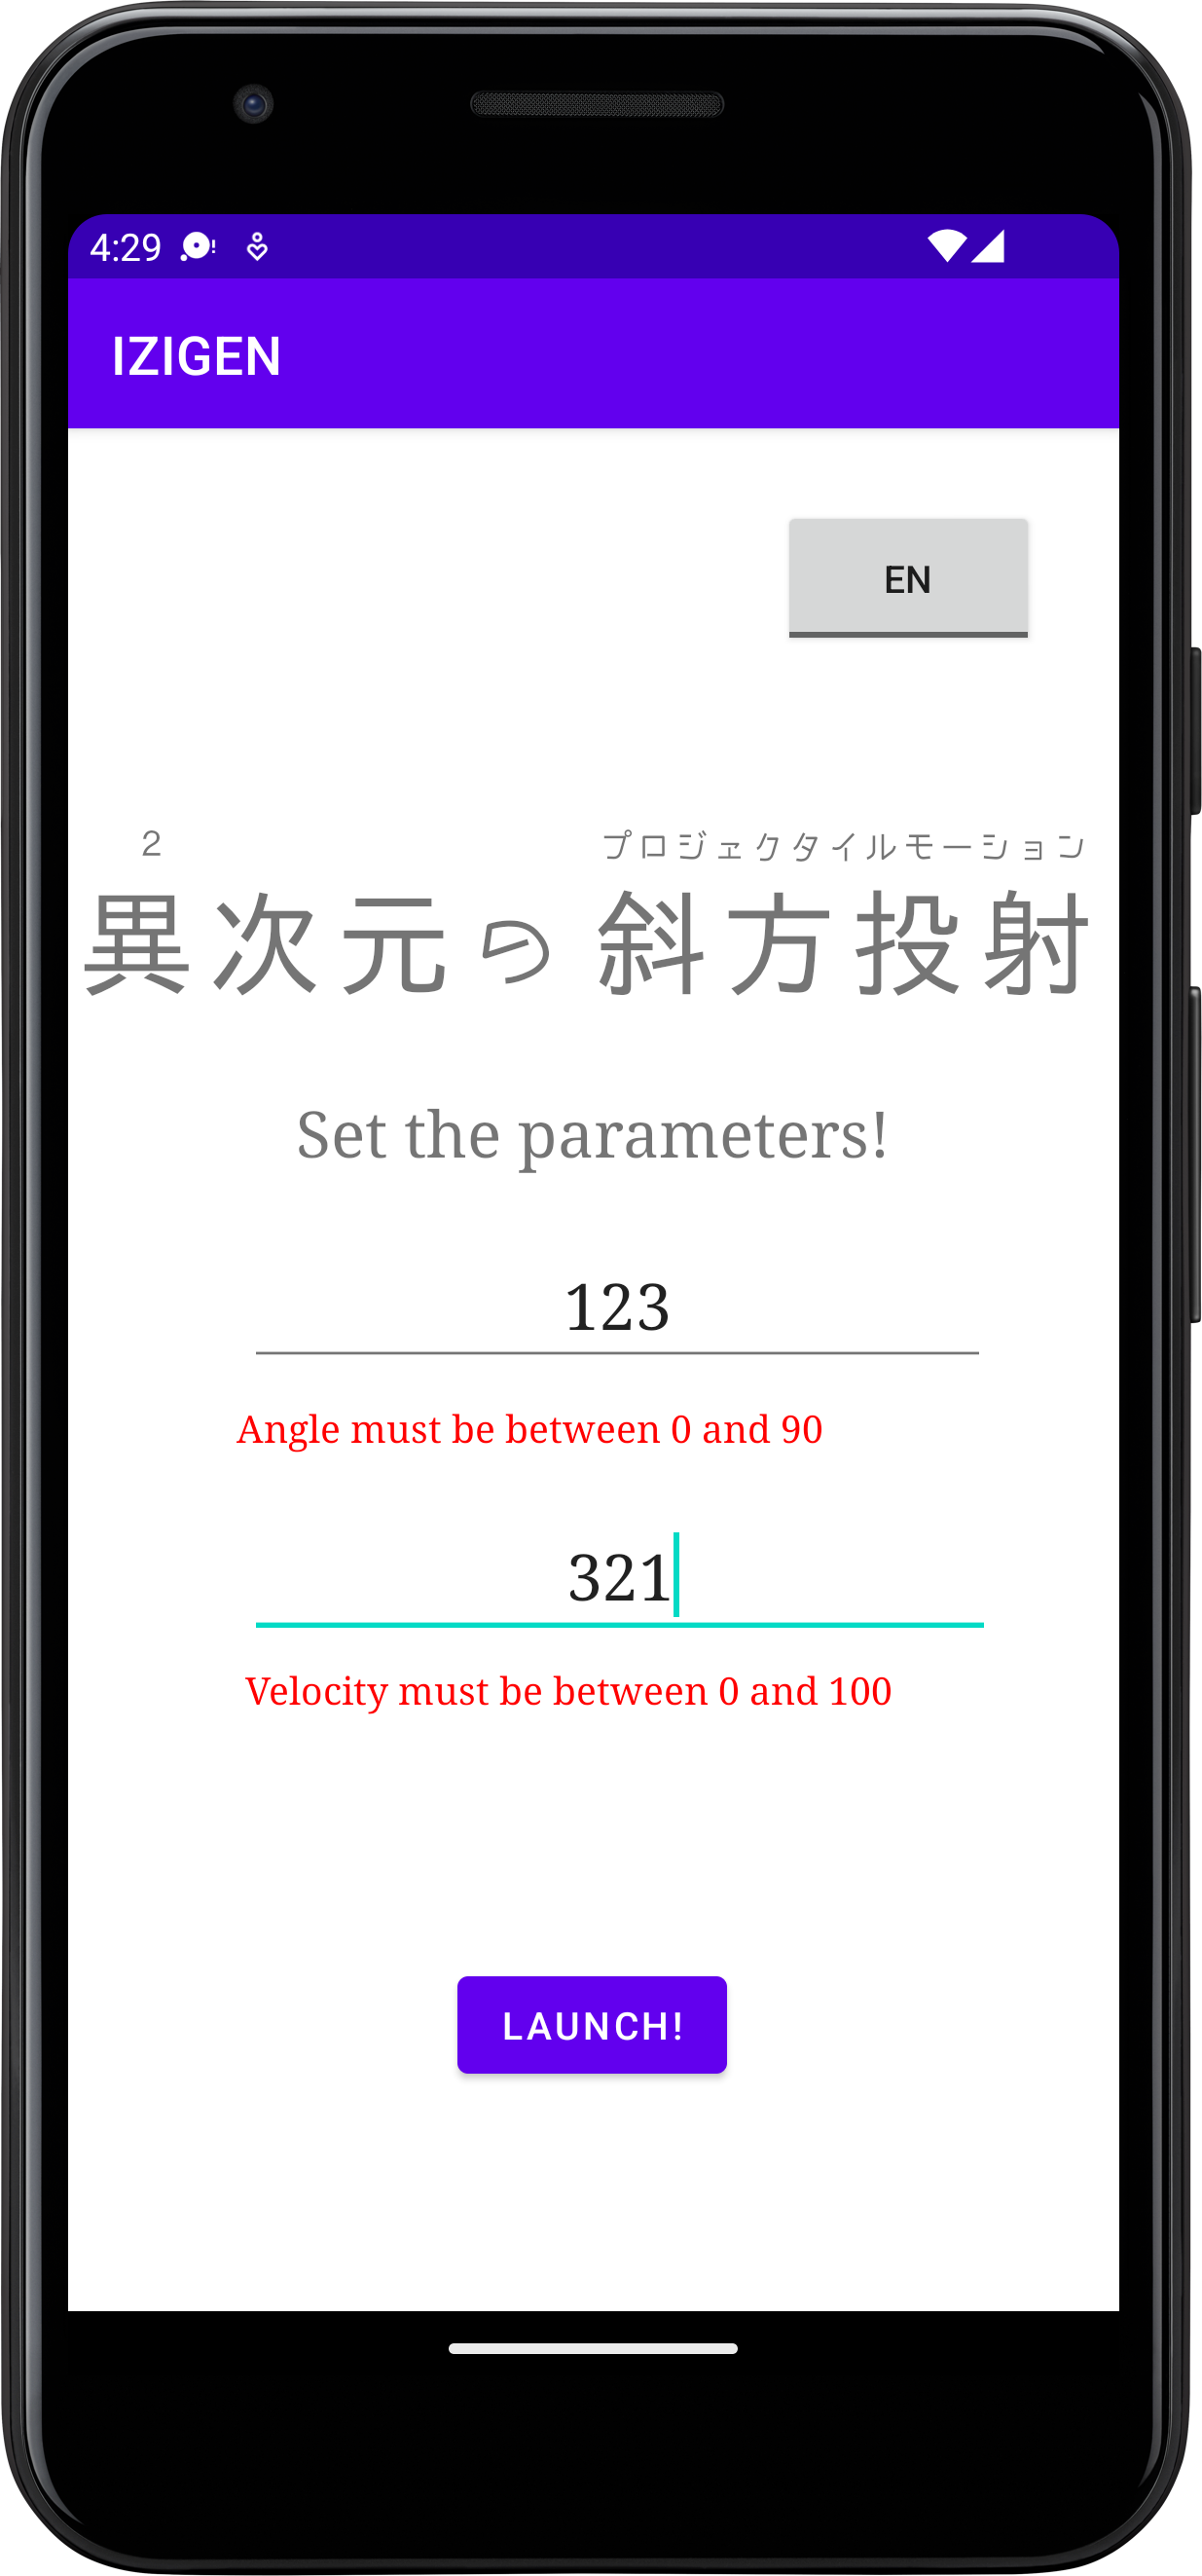 4:29
IZIGEN
EN
2 プロジェクタイルモーション
異次元の 斜方投射
Set the parameters!
123
Angle must be between 0 and 90
321
Velocity must be between 0 and 100
LAUNCH!